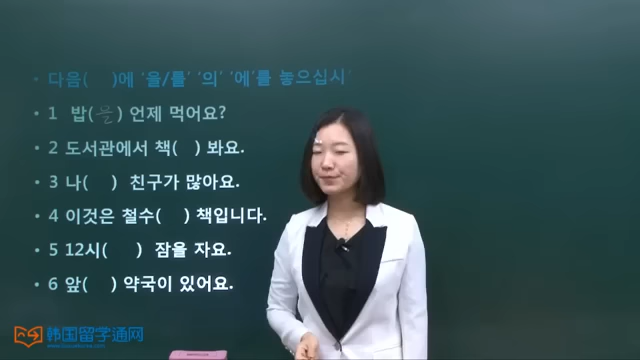 • 다음( )에 '을/를' '의' '에'를 놓으십시
• 1 밥(을) 언제 먹어요?
• 2 도서관에서 책( ) 봐요.
• 3 나( ) 친구가 많아요.
• 4 이것은 철수( ) 책입니다.
• 5 12시( ) 잠을 자요.
• 6 앞( ) 약국이 있어요.
韩国留学通网